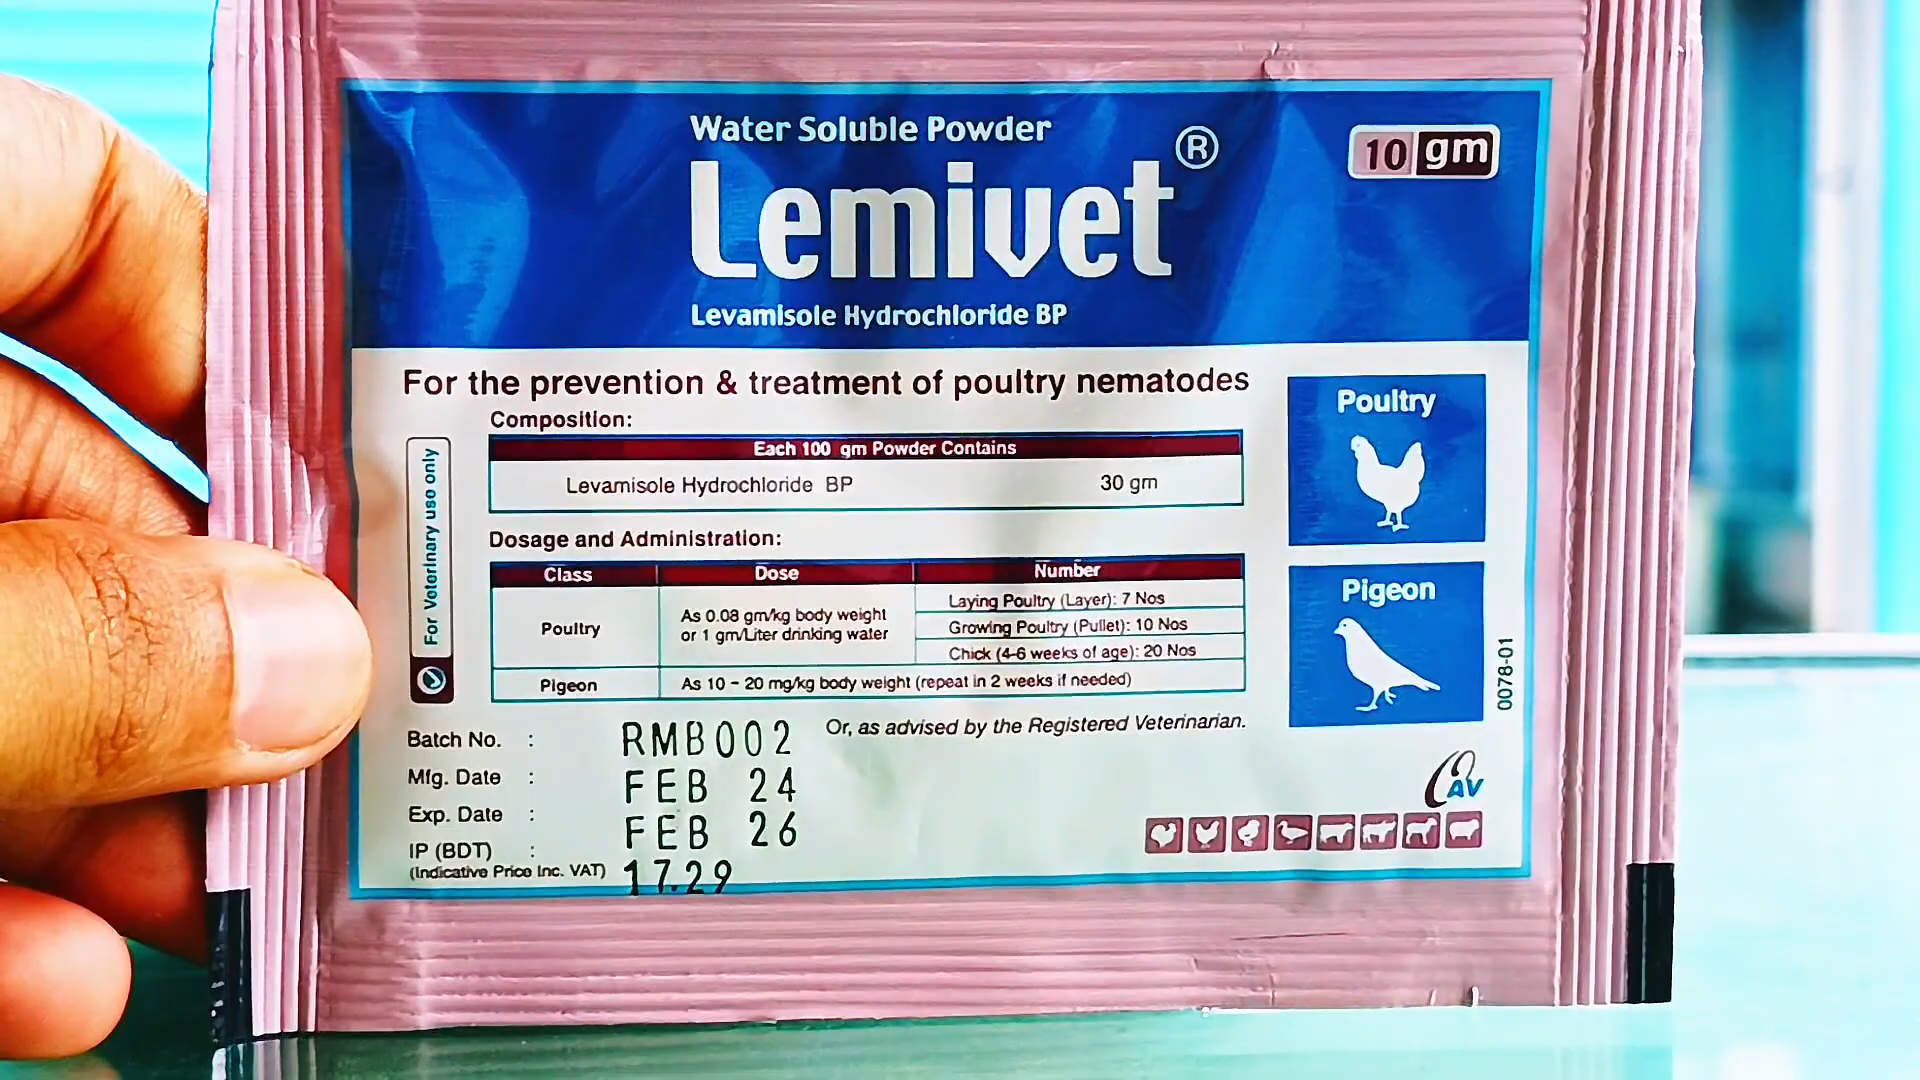 Water Soluble Powder
Lemivet®
10 gm
Levamisole Hydrochloride BP
For the prevention & treatment of poultry nematodes
Composition:
Each 100 gm Powder Contains
Levamisole Hydrochloride BP 30 gm
Dosage and Administration:
Class Dose Number
Poultry
As 0.08 gm/kg body weight
or 1 gm/Liter drinking water
Laying Poultry (Layer): 7 Nos
Growing Poultry (Pullet): 10 Nos
Chick (4-6 weeks of age): 20 Nos
Pigeon As 10 – 20 mg/kg body weight (repeat in 2 weeks if needed)
Or, as advised by the Registered Veterinarian.
For Veterinary use only
Poultry
Pigeon
0078-01
Batch No. : RMB002
Mfg. Date : FEB 24
Exp. Date : FEB 26
IP (BDT) : 17.29
(Indicative Price Inc. VAT)
AV